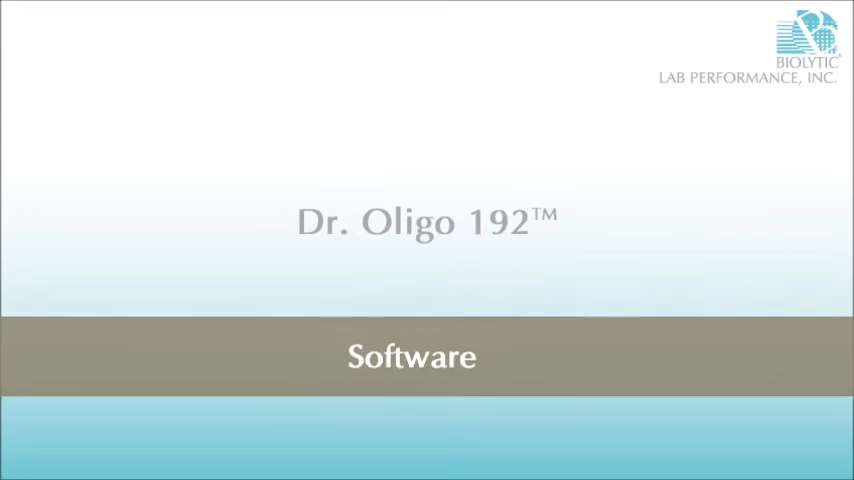 BIOLYTIC®
LAB PERFORMANCE, INC.
Dr. Oligo 192™
Software